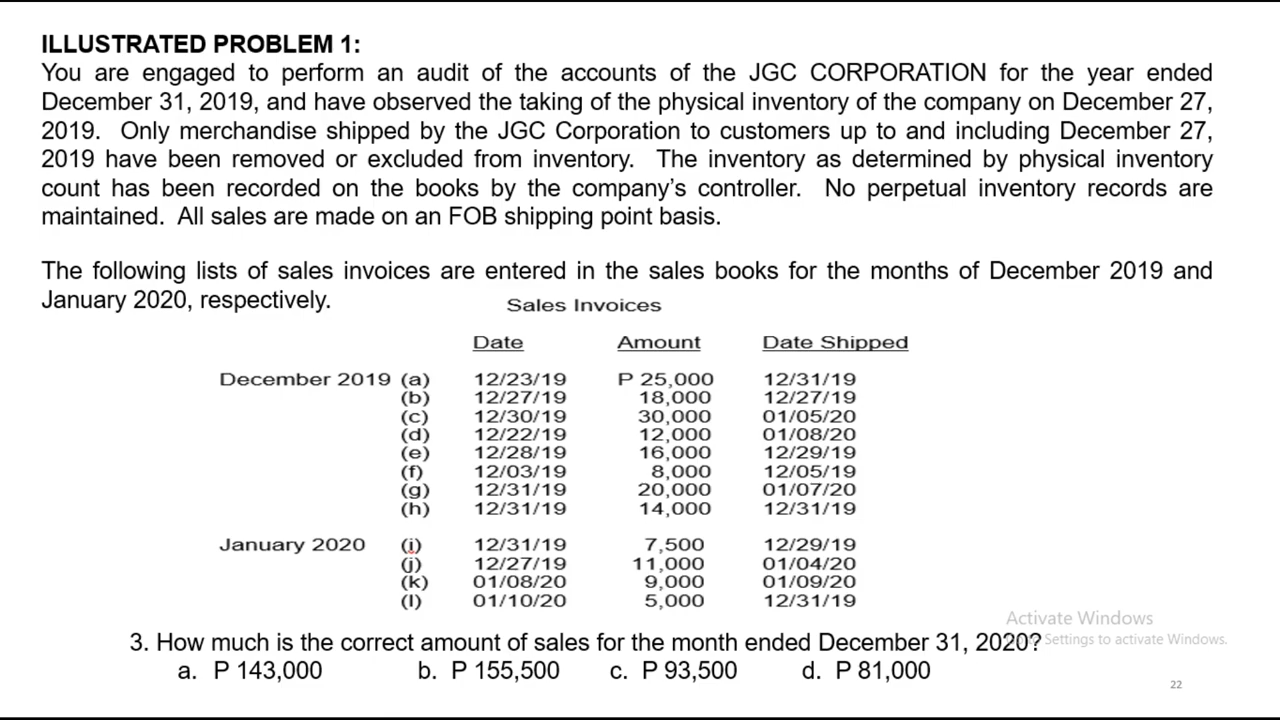 ILLUSTRATED PROBLEM 1:
You are engaged to perform an audit of the accounts of the JGC CORPORATION for the year ended
December 31, 2019, and have observed the taking of the physical inventory of the company on December 27,
2019. Only merchandise shipped by the JGC Corporation to customers up to and including December 27,
2019 have been removed or excluded from inventory. The inventory as determined by physical inventory
count has been recorded on the books by the company's controller. No perpetual inventory records are
maintained. All sales are made on an FOB shipping point basis.
The following lists of sales invoices are entered in the sales books for the months of December 2019 and
January 2020, respectively.
Sales Invoices
Date Amount Date Shipped
December 2019 (a) 12/23/19 P 25,000 12/31/19
(b) 12/27/19 18,000 12/27/19
(c) 12/30/19 30,000 01/05/20
(d) 12/22/19 12,000 01/08/20
(e) 12/28/19 16,000 12/29/19
(f) 12/03/19 8,000 12/05/19
(g) 12/31/19 20,000 01/07/20
(h) 12/31/19 14,000 12/31/19
January 2020 (i) 12/31/19 7,500 12/29/19
(j) 12/27/19 11,000 01/04/20
(k) 01/08/20 9,000 01/09/20
(l) 01/10/20 5,000 12/31/19
Activate Windows
3. How much is the correct amount of sales for the month ended December 31, 2020? Settings to activate Windows.
a. P 143,000 b. P 155,500 c. P 93,500 d. P 81,000
22